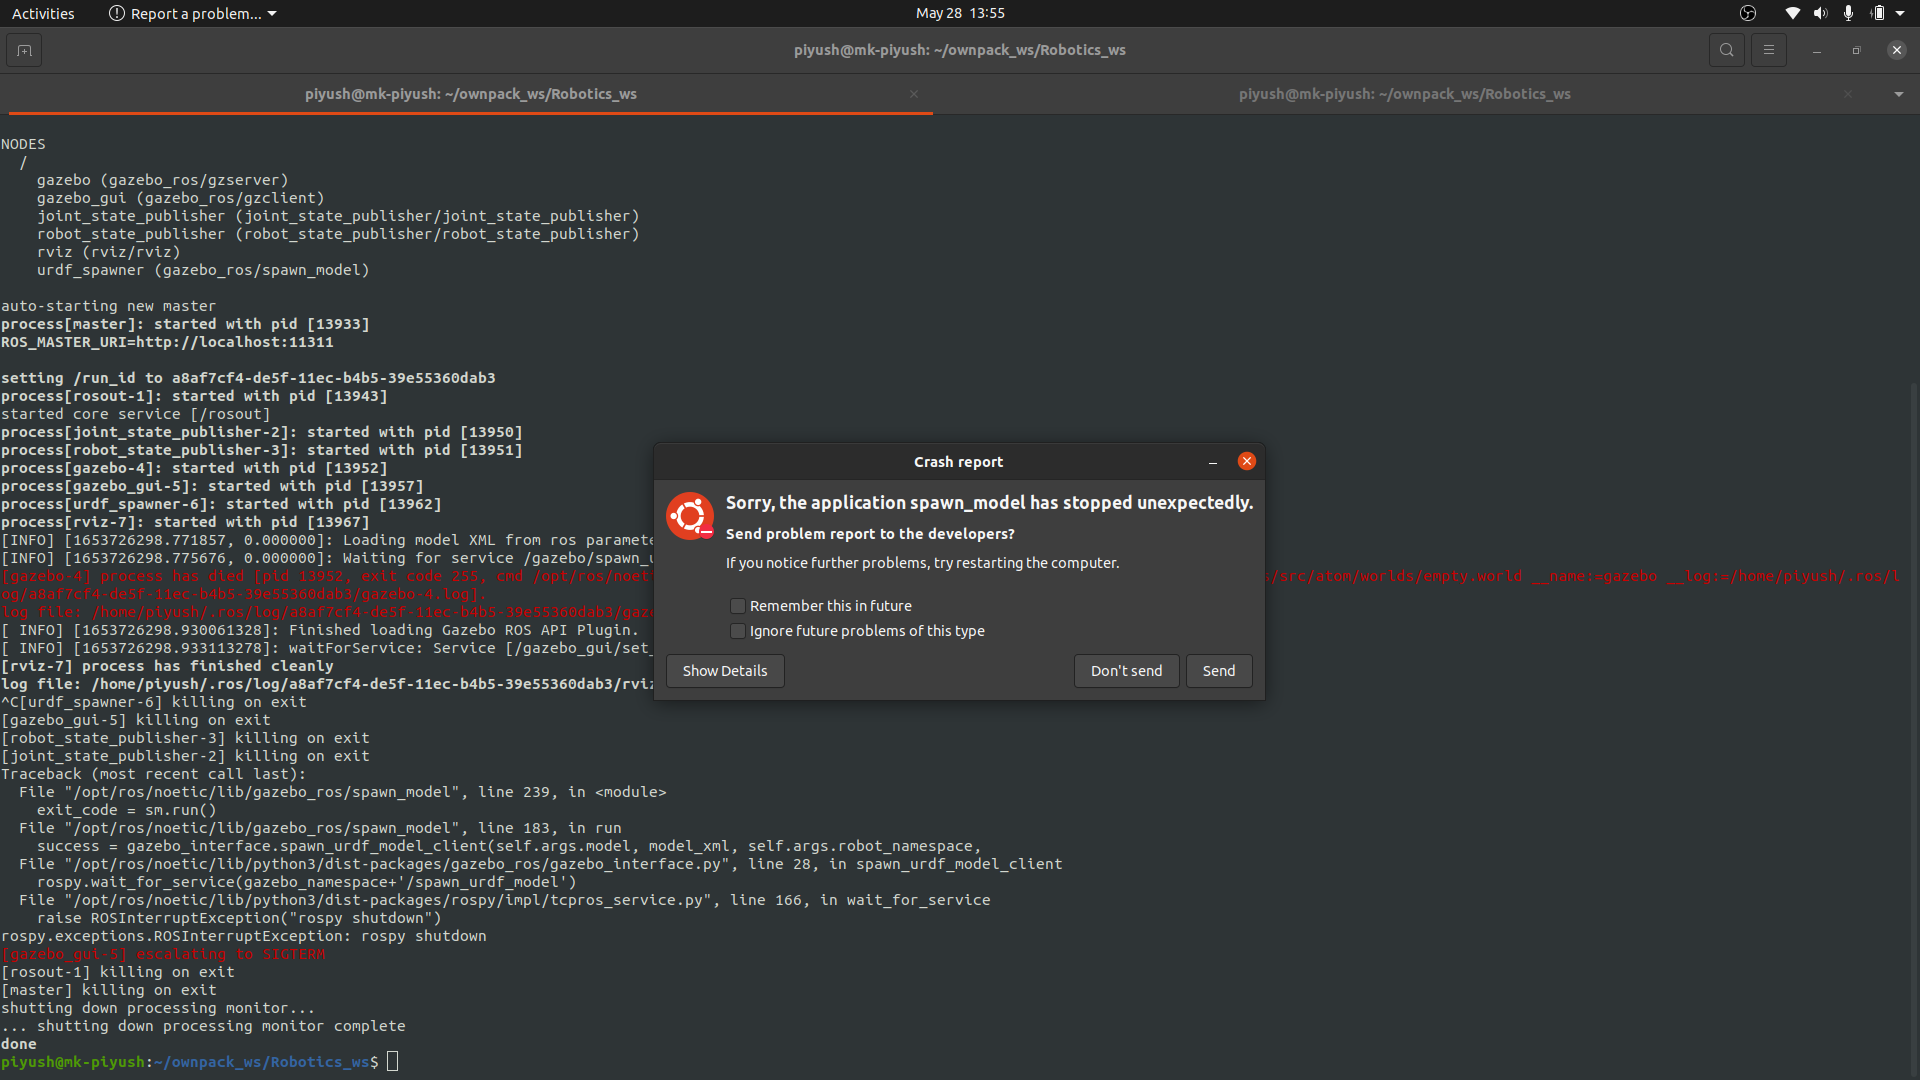 Activities
Report a problem...
May 28 13:55
piyush@mk-piyush: ~/ownpack_ws/Robotics_ws
piyush@mk-piyush: ~/ownpack_ws/Robotics_ws
piyush@mk-piyush: ~/ownpack_ws/Robotics_ws
NODES
/
gazebo (gazebo_ros/gzserver)
gazebo_gui (gazebo_ros/gzclient)
joint_state_publisher (joint_state_publisher/joint_state_publisher)
robot_state_publisher (robot_state_publisher/robot_state_publisher)
rviz (rviz/rviz)
urdf_spawner (gazebo_ros/spawn_model)
auto-starting new master
process[master]: started with pid [13933]
ROS_MASTER_URI=http://localhost:11311
setting /run_id to a8af7cf4-de5f-11ec-b4b5-39e55360dab3
process[rosout-1]: started with pid [13943]
started core service [/rosout]
process[joint_state_publisher-2]: started with pid [13950]
process[robot_state_publisher-3]: started with pid [13951]
process[gazebo-4]: started with pid [13952]
process[gazebo_gui-5]: started with pid [13957]
process[urdf_spawner-6]: started with pid [13962]
process[rviz-7]: started with pid [13967]
[INFO] [1653726298.771857, 0.000000]: Loading model XML from ros paramete
[INFO] [1653726298.775676, 0.000000]: Waiting for service /gazebo/spawn_u
[gazebo-4] process has died [pid 13952, exit code 255, cmd /opt/ros/noet s/src/atom/worlds/empty.world __name:=gazebo __log:=/home/piyush/.ros/l
og/a8af7cf4-de5f-11ec-b4b5-39e55360dab3/gazebo-4.log].
log file: /home/piyush/.ros/log/a8af7cf4-de5f-11ec-b4b5-39e55360dab3/gaze
[ INFO] [1653726298.930061328]: Finished loading Gazebo ROS API Plugin.
[ INFO] [1653726298.933113278]: waitForService: Service [/gazebo_gui/set_
[rviz-7] process has finished cleanly
log file: /home/piyush/.ros/log/a8af7cf4-de5f-11ec-b4b5-39e55360dab3/rviz
^C[urdf_spawner-6] killing on exit
[gazebo_gui-5] killing on exit
[robot_state_publisher-3] killing on exit
[joint_state_publisher-2] killing on exit
Traceback (most recent call last):
File "/opt/ros/noetic/lib/gazebo_ros/spawn_model", line 239, in <module>
exit_code = sm.run()
File "/opt/ros/noetic/lib/gazebo_ros/spawn_model", line 183, in run
success = gazebo_interface.spawn_urdf_model_client(self.args.model, model_xml, self.args.robot_namespace,
File "/opt/ros/noetic/lib/python3/dist-packages/gazebo_ros/gazebo_interface.py", line 28, in spawn_urdf_model_client
rospy.wait_for_service(gazebo_namespace+'/spawn_urdf_model')
File "/opt/ros/noetic/lib/python3/dist-packages/rospy/impl/tcpros_service.py", line 166, in wait_for_service
raise ROSInterruptException("rospy shutdown")
rospy.exceptions.ROSInterruptException: rospy shutdown
[gazebo_gui-5] escalating to SIGTERM
[rosout-1] killing on exit
[master] killing on exit
shutting down processing monitor...
... shutting down processing monitor complete
done
piyush@mk-piyush:~/ownpack_ws/Robotics_ws$
Crash report
Sorry, the application spawn_model has stopped unexpectedly.
Send problem report to the developers?
If you notice further problems, try restarting the computer.
Remember this in future
Ignore future problems of this type
Show Details
Don't send
Send